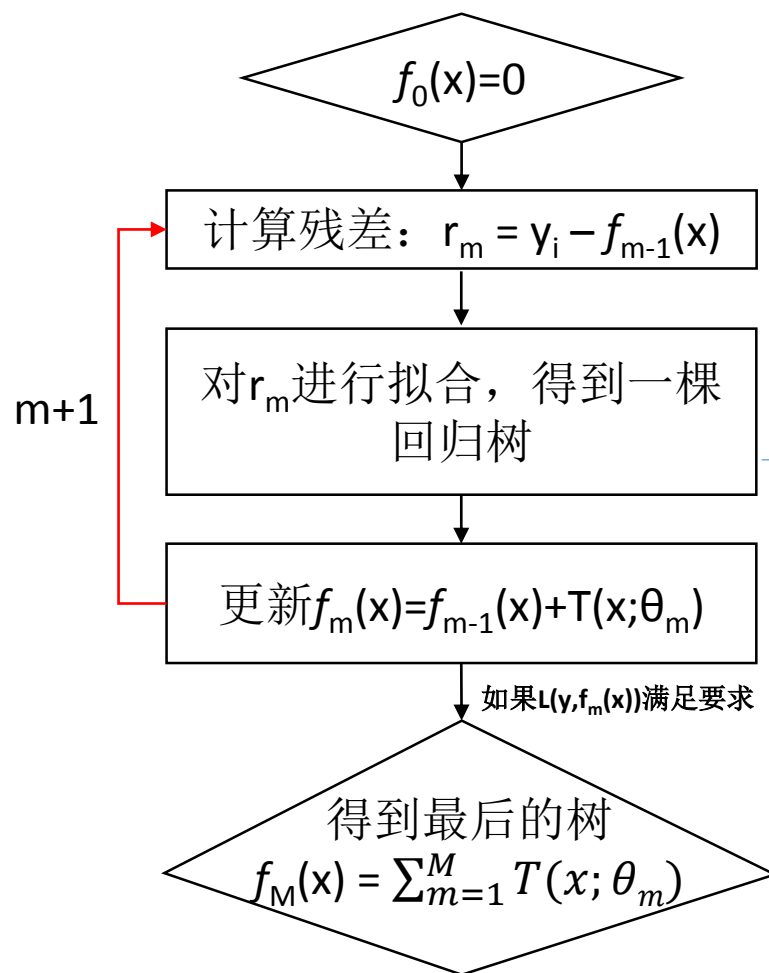 f₀(x)=0
计算残差：rₘ = yᵢ – fₘ₋₁(x)
对rₘ进行拟合，得到一棵
回归树
m+1
更新fₘ(x)=fₘ₋₁(x)+T(x;θₘ)
如果L(y,fₘ(x))满足要求
得到最后的树
f_M(x) = ∑_{m=1}^{M} T(x; θₘ)